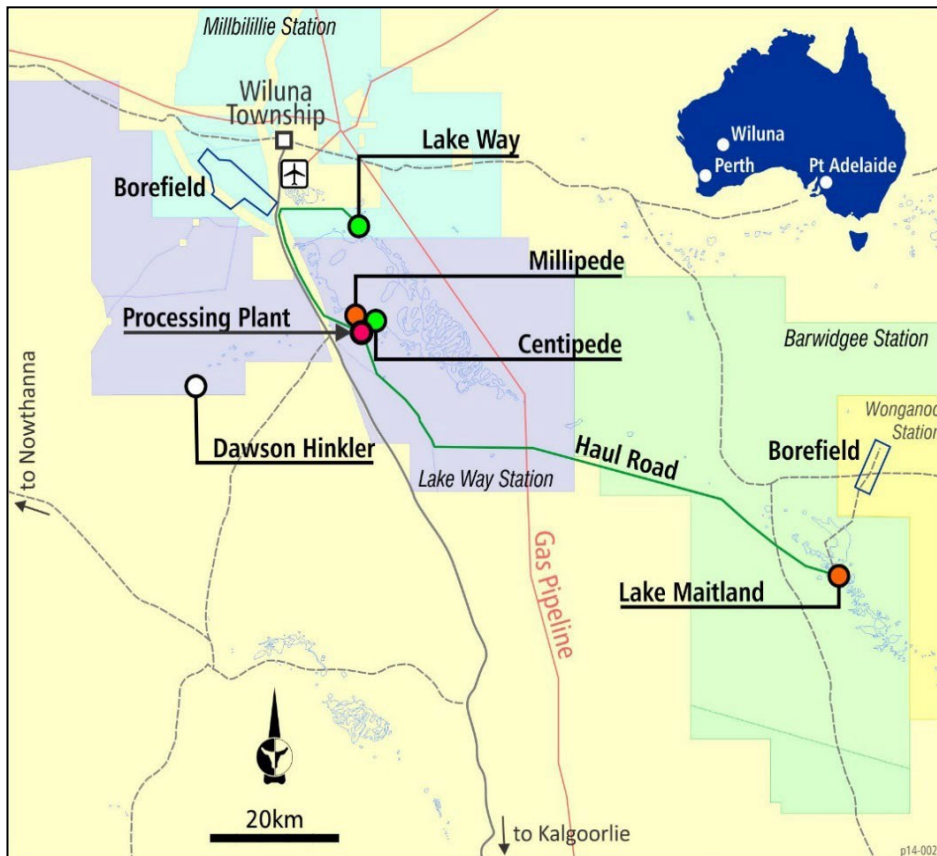 Millbilillie Station
Wiluna
Township
Lake Way
Borefield
Wiluna
Perth
Pt Adelaide
Millipede
Processing Plant
Centipede
Barwidgee Station
to Nowthanna
Dawson Hinkler
Lake Way Station
Haul Road
Wonganoo
Station
Borefield
Gas Pipeline
Lake Maitland
20km
to Kalgoorlie
p14-002